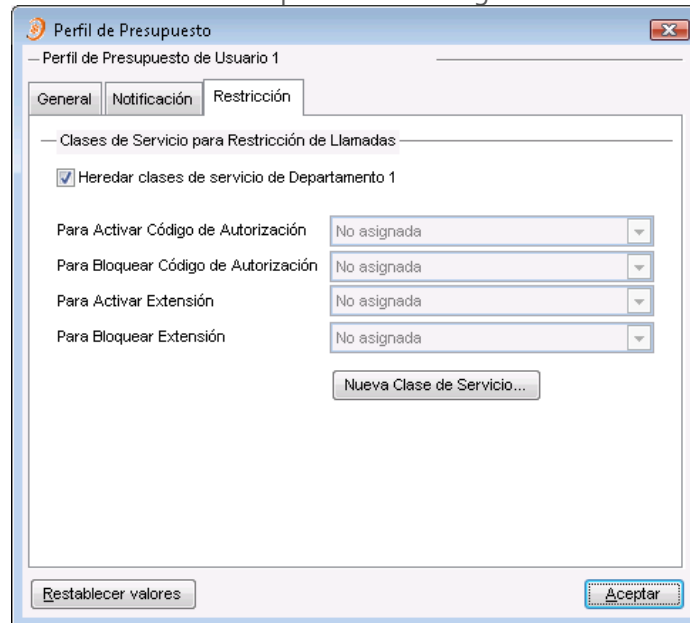 Perfil de Presupuesto
Perfil de Presupuesto de Usuario 1
General Notificación Restricción
Clases de Servicio para Restricción de Llamadas
Heredar clases de servicio de Departamento 1
Para Activar Código de Autorización No asignada
Para Bloquear Código de Autorización No asignada
Para Activar Extensión No asignada
Para Bloquear Extensión No asignada
Nueva Clase de Servicio...
Restablecer valores Aceptar